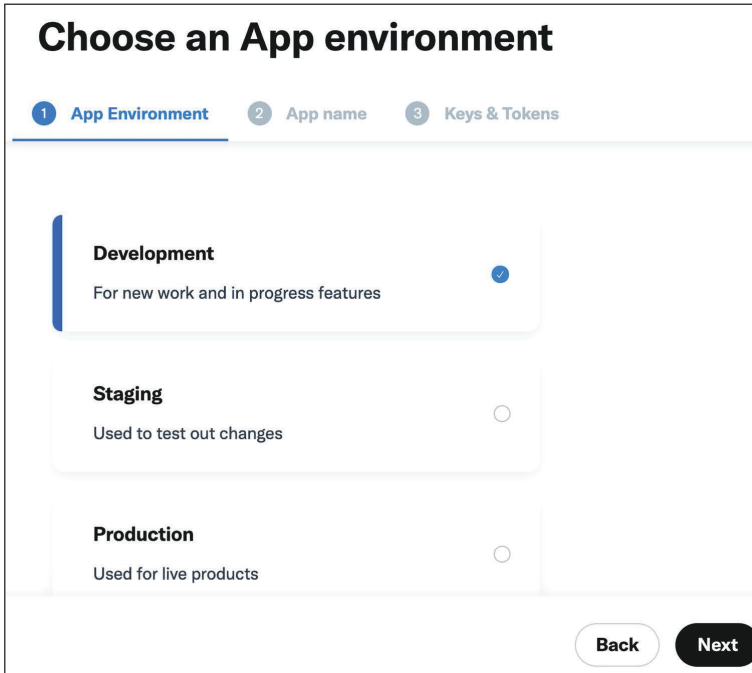 Choose an App environment
1 App Environment 2 App name 3 Keys & Tokens
Development
For new work and in progress features
Staging
Used to test out changes
Production
Used for live products
Back Next